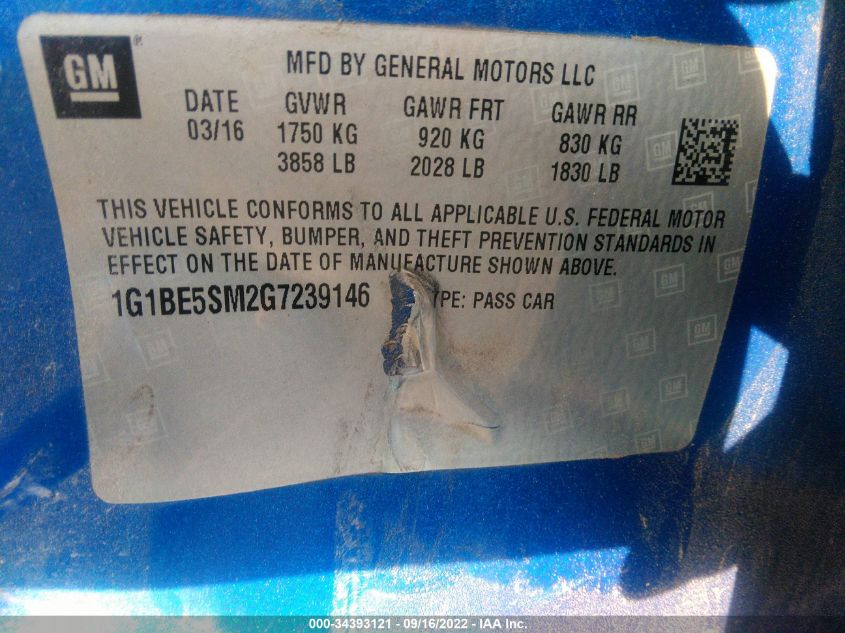 GM
MFD BY GENERAL MOTORS LLC
DATE GVWR GAWR FRT GAWR RR
03/16 1750 KG 920 KG 830 KG
3858 LB 2028 LB 1830 LB
THIS VEHICLE CONFORMS TO ALL APPLICABLE U.S. FEDERAL MOTOR
VEHICLE SAFETY, BUMPER, AND THEFT PREVENTION STANDARDS IN
EFFECT ON THE DATE OF MANUFACTURE SHOWN ABOVE.
1G1BE5SM2G7239146 YPE: PASS CAR
000-34393121 - 09/16/2022 - IAA Inc.